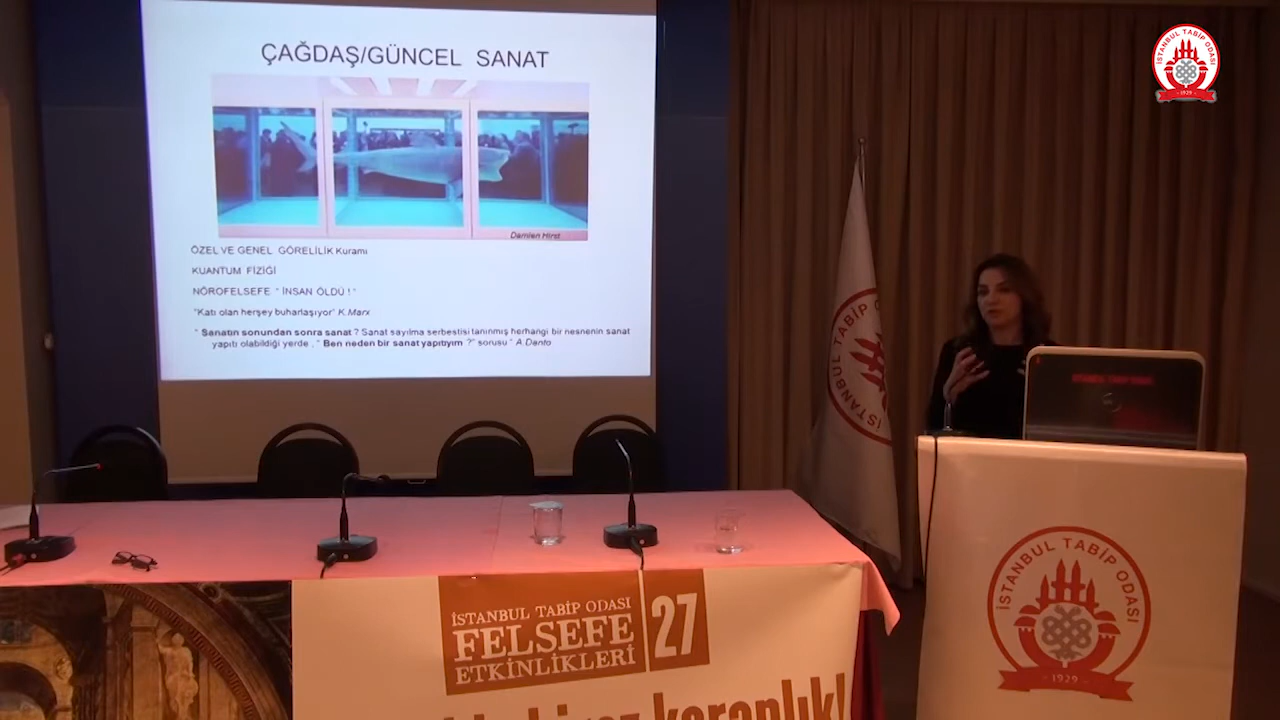 ÇAĞDAŞ/GÜNCEL SANAT
Damien Hirst
ÖZEL VE GENEL GÖRELİLİK Kuramı
KUANTUM FİZİĞİ
NÖROFELSEFE " İNSAN ÖLDÜ ! "
"Katı olan herşey buharlaşıyor" K.Marx
" Sanatın sonundan sonra sanat ? Sanat sayılma serbestisi tanınmış herhangi bir nesnenin sanat
yapıtı olabildiği yerde , " Ben neden bir sanat yapıtıyım ?" sorusu " A.Danto
İSTANBUL TABİP ODASI
- 1929 -
İSTANBUL TABİP
İSTANBUL TABİP ODASI
FELSEFE
ETKİNLİKLERİ
27
karanlık!
İSTANBUL TABİP ODASI
- 1929 -